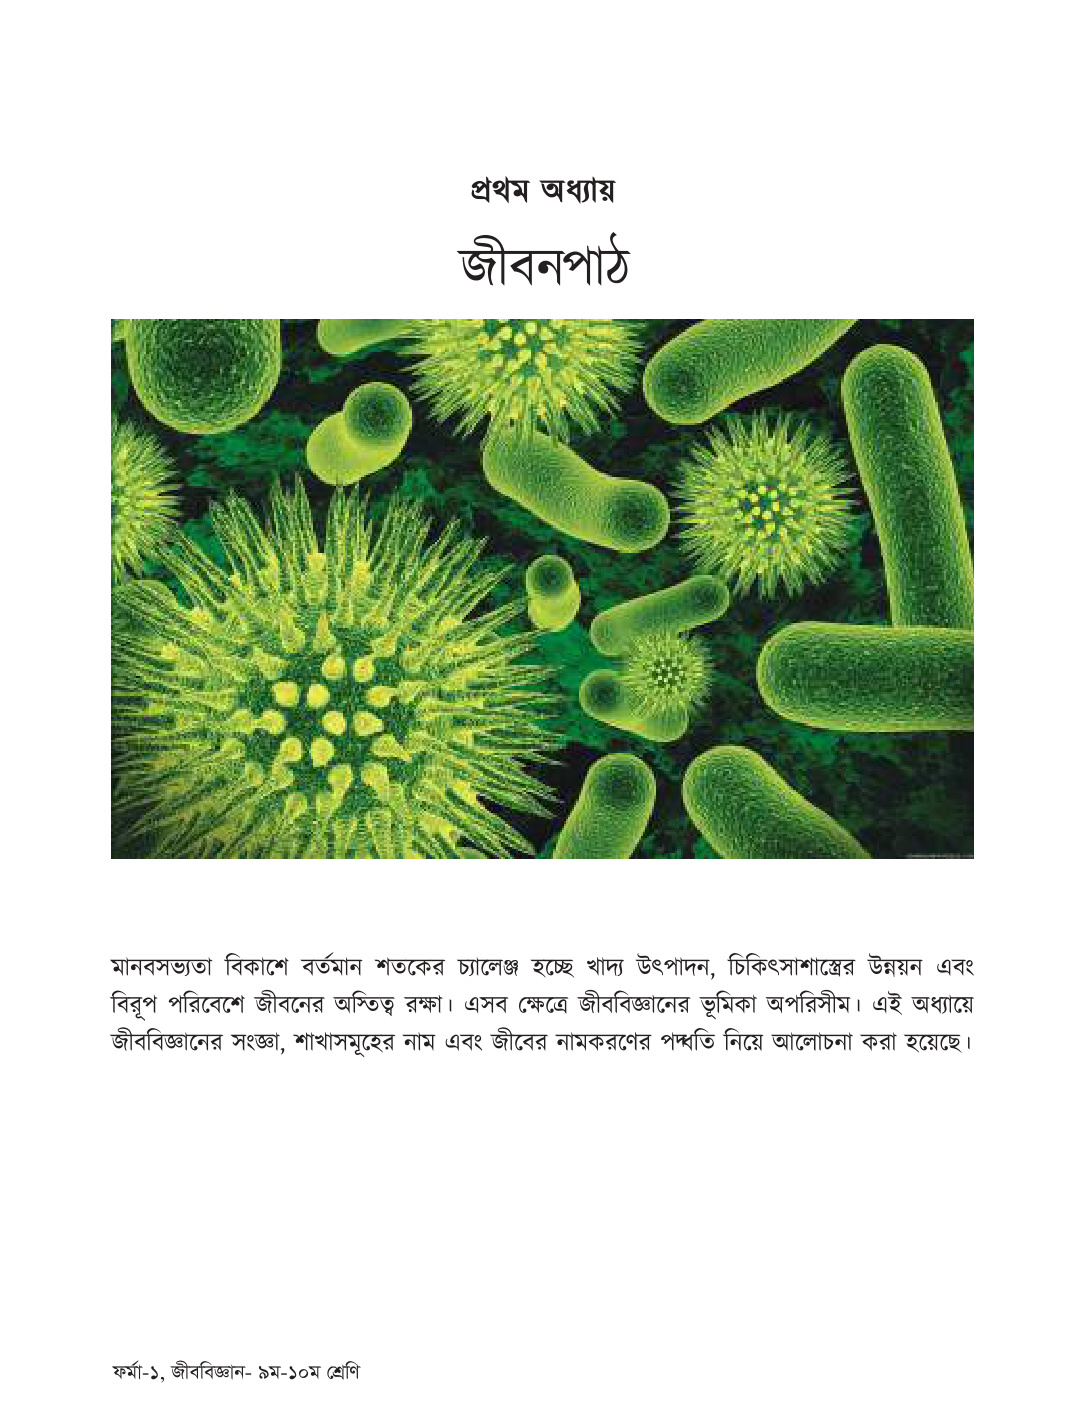 প্রথম অধ্যায়
জীবনপাঠ
মানবসভ্যতা বিকাশে বর্তমান শতকের চ্যালেঞ্জ হচ্ছে খাদ্য উৎপাদন, চিকিৎসাশাস্ত্রের উন্নয়ন এবং
বিরূপ পরিবেশে জীবনের অস্তিত্ব রক্ষা। এসব ক্ষেত্রে জীববিজ্ঞানের ভূমিকা অপরিসীম। এই অধ্যায়ে
জীববিজ্ঞানের সংজ্ঞা, শাখাসমূহের নাম এবং জীবের নামকরণের পদ্ধতি নিয়ে আলোচনা করা হয়েছে।
ফর্মা-১, জীববিজ্ঞান- ৯ম-১০ম শ্রেণি